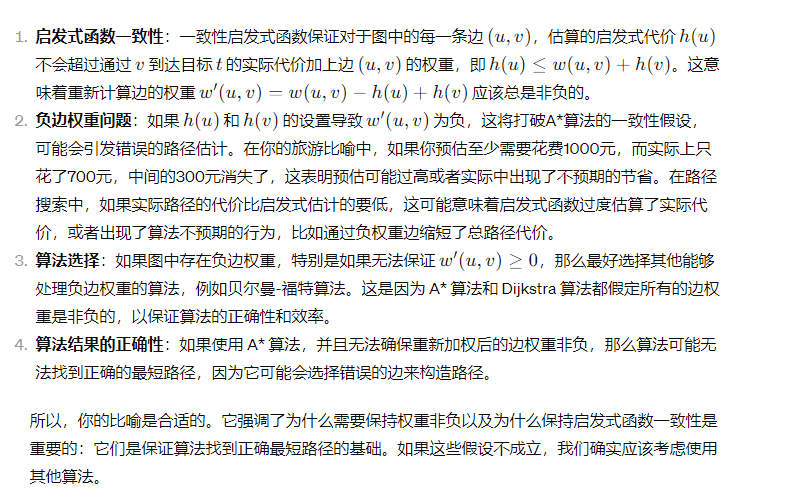 1. 启发式函数一致性：一致性启发式函数保证对于图中的每一条边 (u, v)，估算的启发式代价 h(u)
不会超过通过 v 到达目标 t 的实际代价加上边 (u, v) 的权重，即 h(u) ≤ w(u, v) + h(v)。这意
味着重新计算边的权重 w′(u, v) = w(u, v) − h(u) + h(v) 应该总是非负的。
2. 负边权重问题：如果 h(u) 和 h(v) 的设置导致 w′(u, v) 为负，这将打破A*算法的一致性假设，
可能会引发错误的路径估计。在你的旅游比喻中，如果你预估至少需要花费1000元，而实际上只
花了700元，中间的300元消失了，这表明预估可能过高或者实际中出现了不预期的节省。在路径
搜索中，如果实际路径的代价比启发式估计的要低，这可能意味着启发式函数过度估算了实际代
价，或者出现了算法不预期的行为，比如通过负权重边缩短了总路径代价。
3. 算法选择：如果图中存在负边权重，特别是如果无法保证 w′(u, v) ≥ 0，那么最好选择其他能够
处理负边权重的算法，例如贝尔曼-福特算法。这是因为 A* 算法和 Dijkstra 算法都假定所有的边权
重是非负的，以保证算法的正确性和效率。
4. 算法结果的正确性：如果使用 A* 算法，并且无法确保重新加权后的边权重非负，那么算法可能无
法找到正确的最短路径，因为它可能会选择错误的边来构造路径。
所以，你的比喻是合适的。它强调了为什么需要保持权重非负以及为什么保持启发式函数一致性是
重要的：它们是保证算法找到正确最短路径的基础。如果这些假设不成立，我们确实应该考虑使用
其他算法。